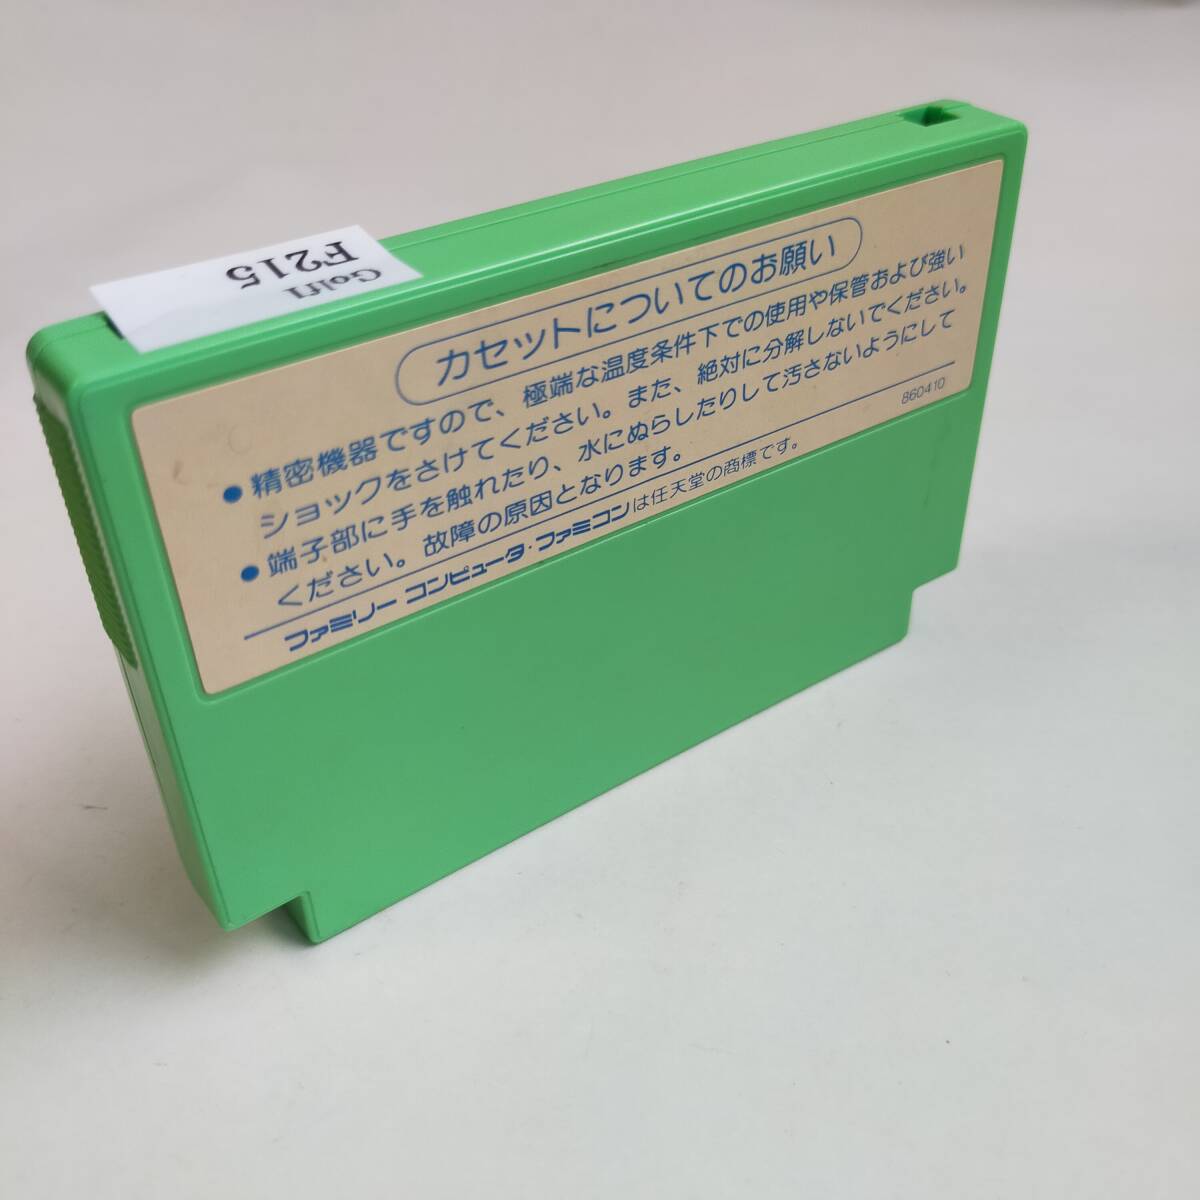 Golf1
F215
カセットについてのお願い
●精密機器ですので、極端な温度条件下での使用や保管および強い
ショックをさけてください。また、絶対に分解しないでください。
●端子部に手を触れたり、水にぬらしたりして汚さないようにして
ください。故障の原因となります。
860410
ファミリー コンピュータ・ファミコンは任天堂の商標です。